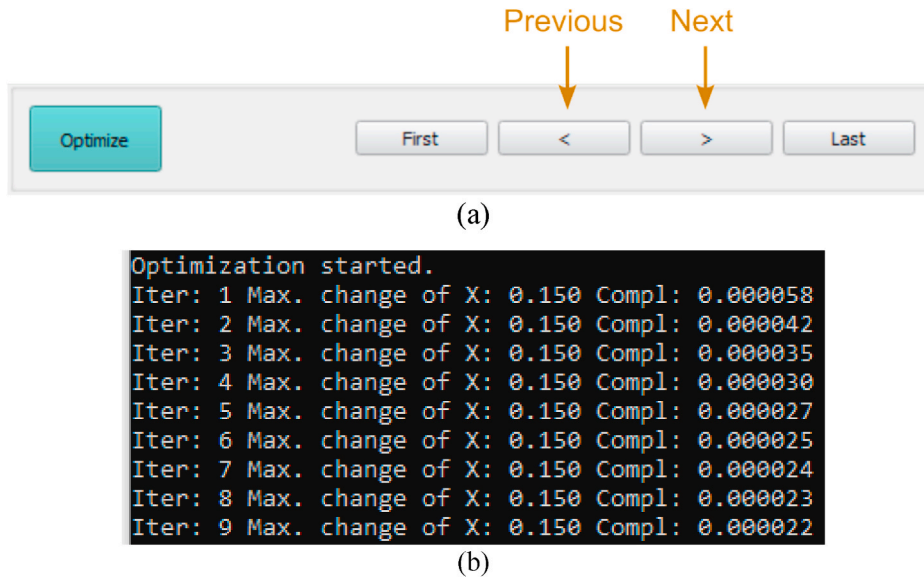 Previous Next
Optimize First < > Last
(a)
Optimization started.
Iter: 1 Max. change of X: 0.150 Compl: 0.000058
Iter: 2 Max. change of X: 0.150 Compl: 0.000042
Iter: 3 Max. change of X: 0.150 Compl: 0.000035
Iter: 4 Max. change of X: 0.150 Compl: 0.000030
Iter: 5 Max. change of X: 0.150 Compl: 0.000027
Iter: 6 Max. change of X: 0.150 Compl: 0.000025
Iter: 7 Max. change of X: 0.150 Compl: 0.000024
Iter: 8 Max. change of X: 0.150 Compl: 0.000023
Iter: 9 Max. change of X: 0.150 Compl: 0.000022
(b)